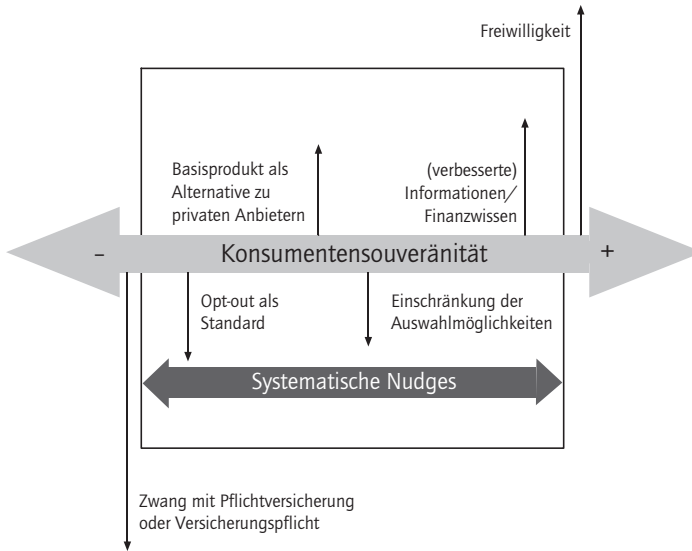 Freiwilligkeit
Basisprodukt als
Alternative zu
privaten Anbietern
(verbesserte)
Informationen/
Finanzwissen
– Konsumentensouveränität +
Opt-out als
Standard
Einschränkung der
Auswahlmöglichkeiten
Systematische Nudges
Zwang mit Pflichtversicherung
oder Versicherungspflicht